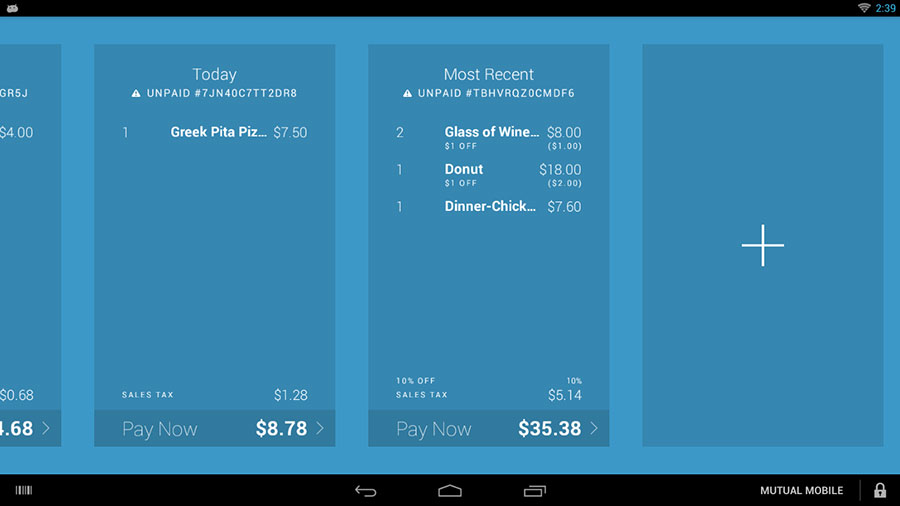 2:39
GR5J
$4.00
$0.68
4.68
Today
UNPAID #7JN40C7TT2DR8
1 Greek Pita Piz... $7.50
SALES TAX $1.28
Pay Now $8.78
Most Recent
UNPAID #TBHVRQZ0CMDF6
2 Glass of Wine... $8.00
$1 OFF ($1.00)
1 Donut $18.00
$1 OFF ($2.00)
1 Dinner-Chick... $7.60
10% OFF 10%
SALES TAX $5.14
Pay Now $35.38
MUTUAL MOBILE